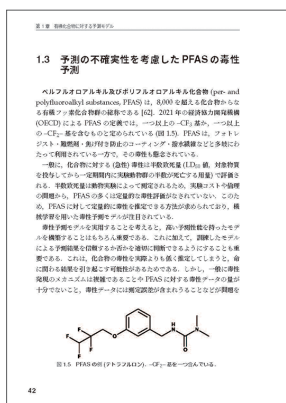 第 1 章　有機化合物に対する予測モデル
1.3　予測の不確実性を考慮した PFAS の毒性
予測
ペルフルオロアルキル及びポリフルオロアルキル化合物 (per- and
polyfluoroalkyl substances, PFAS) は，8,000 を超える化合物からな
る有機フッ素化合物群の総称である [62]．2021 年の経済協力開発機構
(OECD) による PFAS の定義では，一つ以上の –CF₃ 基か，一つ以上
の –CF₂– 基を含むものと定められている (図 1.5)．PFAS は，フォトレ
ジスト・難燃剤・焦げ付き防止のコーティング・撥水繊維などと多岐にわ
たって利用されている一方で，その毒性も懸念されている．
一般に，化合物に対する (急性) 毒性は半数致死量 (LD₅₀ 値，対象物質
を投与してから一定期間内に実験動物群の半数が死亡する用量) で評価さ
れる．半数致死量は動物実験によって測定されるため，実験コストや倫理
の問題から，PFAS の多くは定量的な毒性評価がなされていない．このた
め，PFAS に対して定量的に毒性を推定できる方法が求められており，機
械学習を用いた毒性予測モデルが注目されている．
毒性予測モデルを実用することを考えると，高い予測性能を持ったモデ
ルを構築することはもちろん重要である．これに加えて，訓練したモデル
による予測結果を信頼するか否かを適切に判断できるようにすることも重
要である．これは，化合物の毒性を実際よりも低く推定してしまうと，命
に関わる結果を引き起こす可能性があるためである．しかし，一般に毒性
発現のメカニズムは複雑であることや PFAS に対する毒性データの量が
十分でないこと，毒性データには測定誤差が含まれうることなどが問題を
F
F
F
F
O
N
H
O
N
図 1.5　PFAS の例 (テトラフルロン)．–CF₂– 基を一つ含んでいる．
42